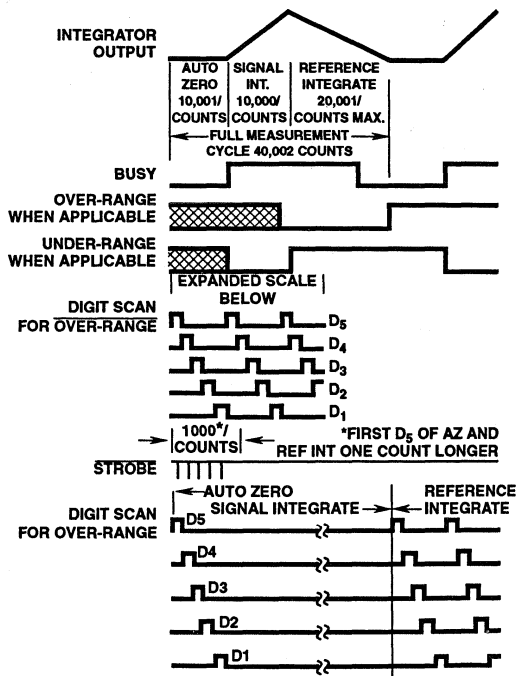 INTEGRATOR
OUTPUT
AUTO
ZERO
10,001/
COUNTS
SIGNAL
INT.
10,000/
COUNTS
REFERENCE
INTEGRATE
20,001/
COUNTS MAX.
FULL MEASUREMENT
CYCLE 40,002 COUNTS
BUSY
OVER-RANGE
WHEN APPLICABLE
UNDER-RANGE
WHEN APPLICABLE
EXPANDED SCALE
BELOW
DIGIT SCAN
FOR OVER-RANGE
D5
D4
D3
D2
D1
1000*/
COUNTS
*FIRST D5 OF AZ AND
REF INT ONE COUNT LONGER
STROBE
AUTO ZERO
SIGNAL INTEGRATE
REFERENCE
INTEGRATE
DIGIT SCAN
FOR OVER-RANGE
D5
D4
D3
D2
D1